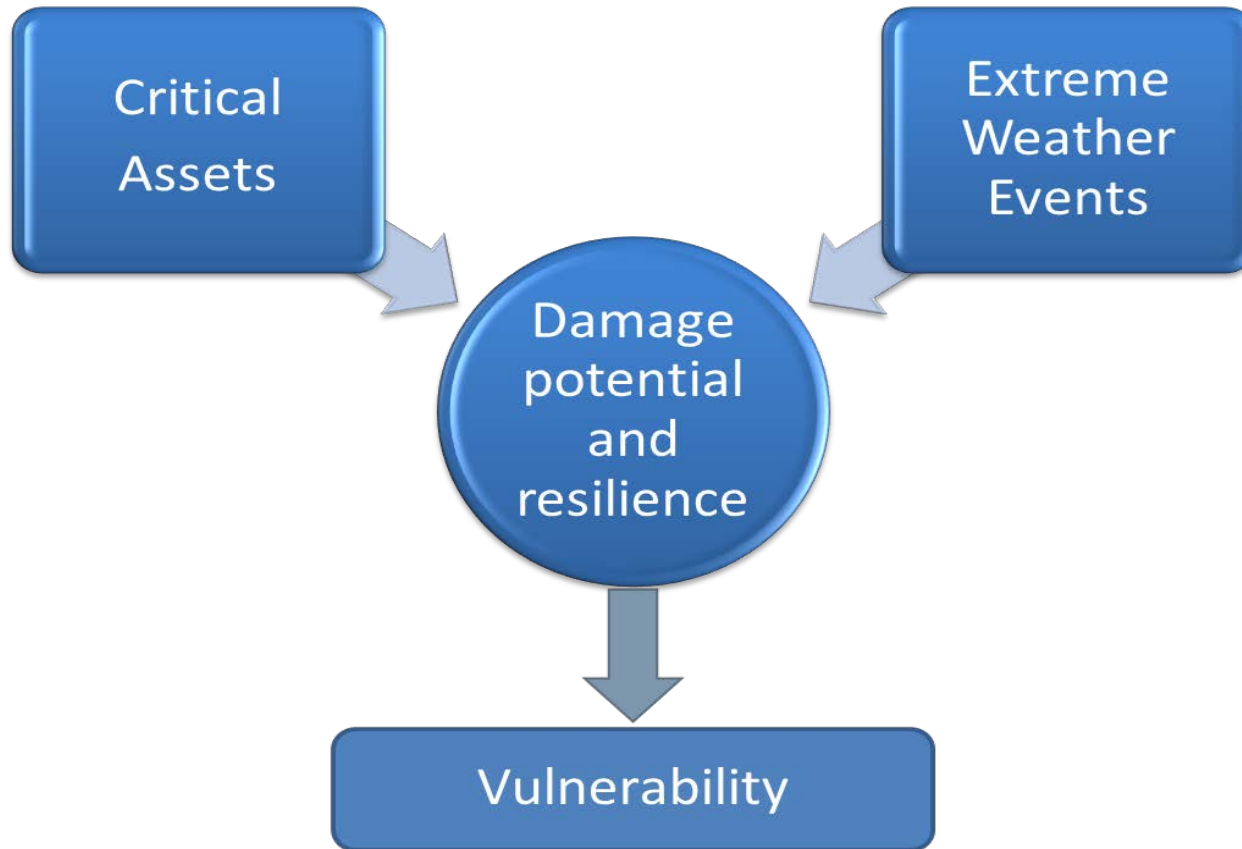 Critical
Assets
Extreme
Weather
Events
Damage
potential
and
resilience
Vulnerability